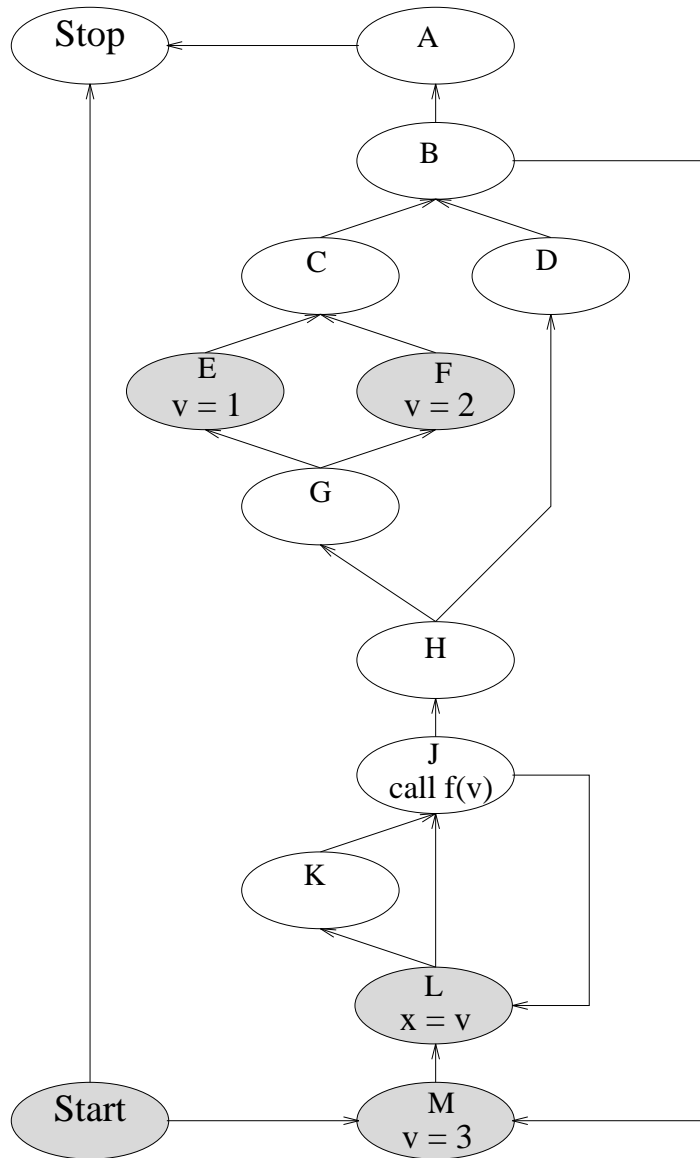 Stop
A
B
C
D
E
v = 1
F
v = 2
G
H
J
call f(v)
K
L
x = v
Start
M
v = 3